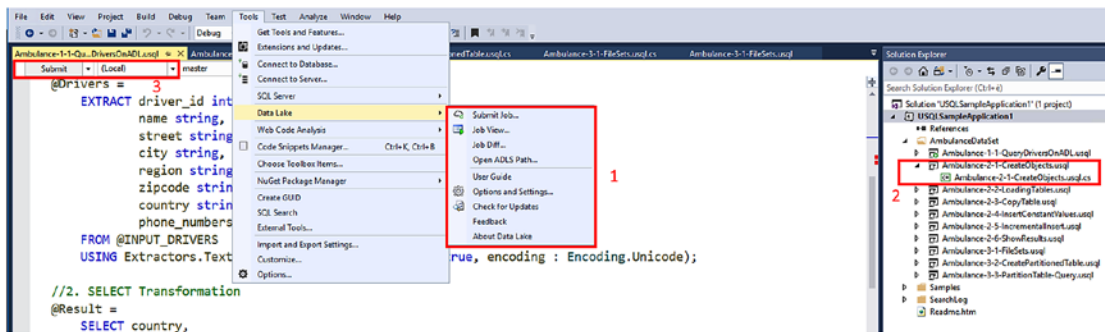 File Edit View Project Build Debug Team Tools Test Analyze Window Help
Debug
Ambulance-1-1-Qu...DriversOnADL.usql
Ambulance
nedTable.usql.cs
Ambulance-3-1-FileSets.usql.cs
Ambulance-3-1-FileSets.usql
Submit
(Local)
master
3
@Drivers =
EXTRACT driver_id int
name string,
street string
city string,
region string
zipcode strin
country strin
phone_numbers
FROM @INPUT_DRIVERS
USING Extractors.Text
rue, encoding : Encoding.Unicode);
//2. SELECT Transformation
@Result =
SELECT country,
Get Tools and Features...
Extensions and Updates...
Connect to Database...
Connect to Server...
SQL Server
Data Lake
Web Code Analysis
Code Snippets Manager... Ctrl+K, Ctrl+B
Choose Toolbox Items...
NuGet Package Manager
Create GUID
SQL Search
External Tools...
Import and Export Settings...
Customize...
Options...
Submit Job...
Job View...
Job Diff...
Open ADLS Path...
User Guide
Options and Settings...
Check for Updates
Feedback
About Data Lake
1
Solution Explorer
Search Solution Explorer (Ctrl+è)
Solution 'USQLSampleApplication1' (1 project)
USQLSampleApplication1
References
AmbulanceDataSet
Ambulance-1-1-QueryDriversOnADL.usql
Ambulance-2-1-CreateObjects.usql
Ambulance-2-1-CreateObjects.usql.cs
2
Ambulance-2-2-LoadingTables.usql
Ambulance-2-3-CopyTable.usql
Ambulance-2-4-InsertConstantValues.usql
Ambulance-2-5-IncrementalInsert.usql
Ambulance-2-6-ShowResults.usql
Ambulance-3-1-FileSets.usql
Ambulance-3-2-CreatePartitionedTable.usql
Ambulance-3-3-PartitionTable-Query.usql
Samples
SearchLog
Readme.htm